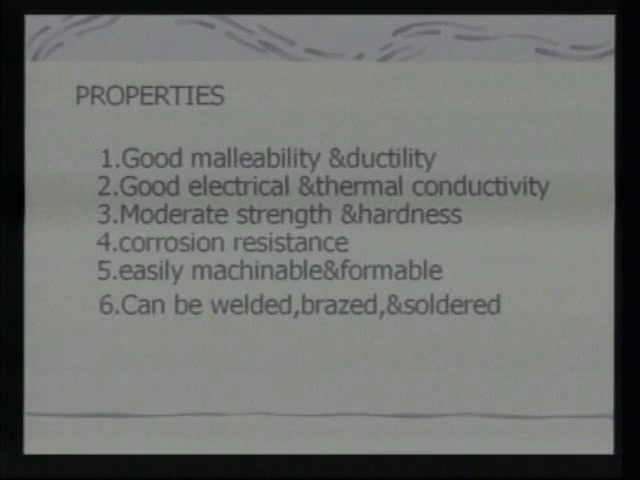 PROPERTIES
1.Good malleability &ductility
2.Good electrical &thermal conductivity
3.Moderate strength &hardness
4.corrosion resistance
5.easily machinable&formable
6.Can be welded,brazed,&soldered